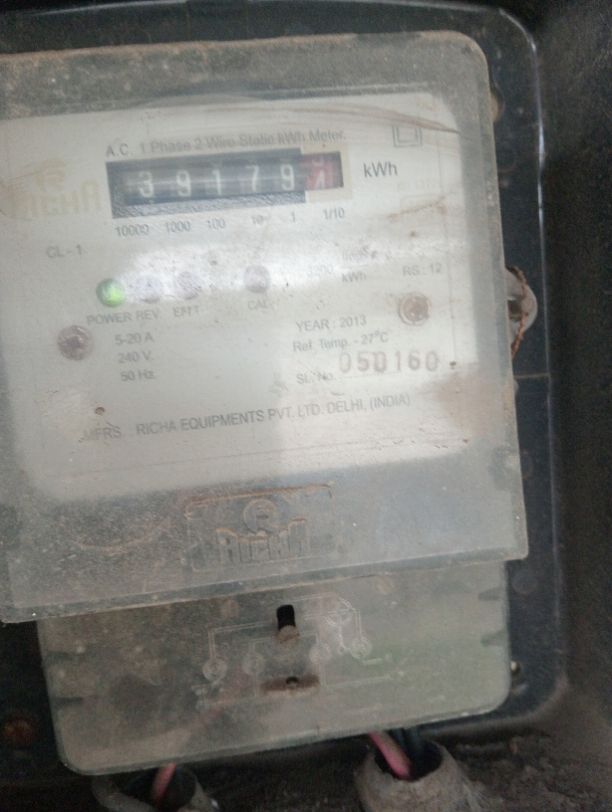 A.C. 1 Phase 2 Wire Static kWh Meter.
RICHA
3 9 1 7 9
kWh
10000 1000 100 10 1 1/10
CL - 1
kWh
RS : 12
POWER REV E/LT CAL
5-20 A
240 V.
50 Hz.
YEAR : 2013
Ref. Temp. - 27°C
SL. No. 050160
MFRS. : RICHA EQUIPMENTS PVT. LTD. DELHI, (INDIA)
RICHA